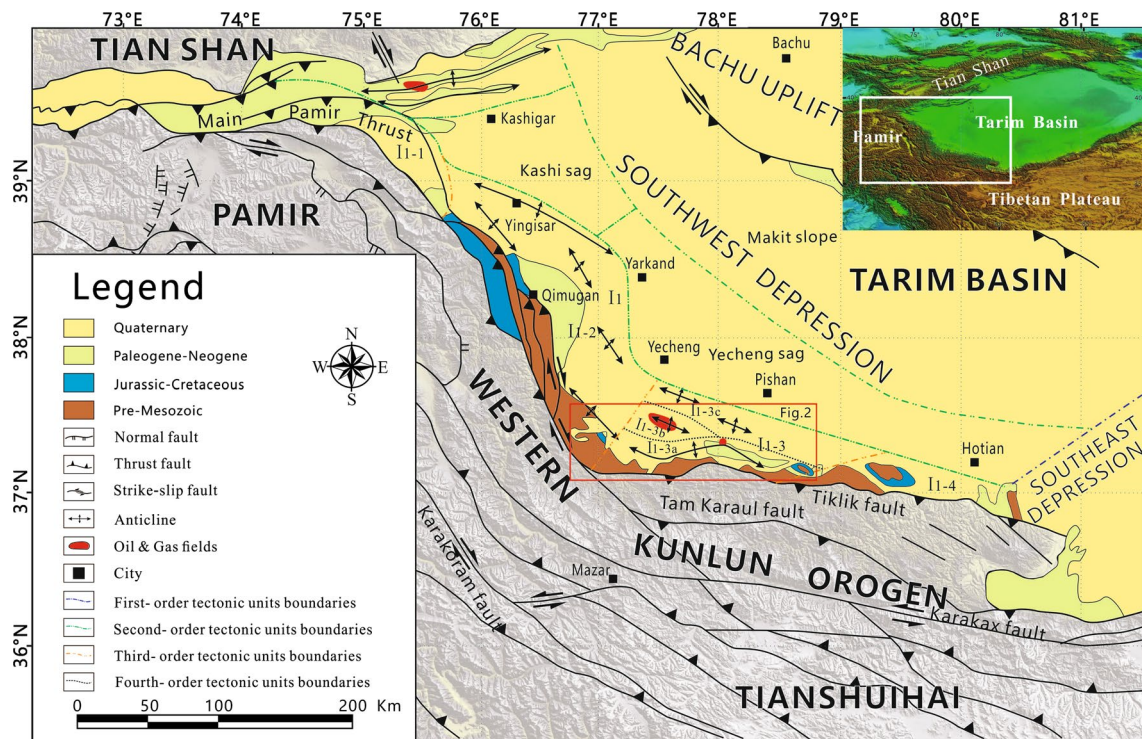 73.°E
74.°E
75.°E
76.°E
77.°E
78.°E
79.°E
80.°E
81.°E
39°N
38°N
37°N
36°N
TIAN SHAN
Main Pamir Thrust
PAMIR
I1-1
Kashigar
Kashi sag
Yingisar
Qimugan
Yarkand
I1
I1-2
Yecheng
Yecheng sag
Pishan
Fig.2
I1-3c
I1-3b
I1-3a
I1-3
I1-4
Hotian
Bachu
BACHU UPLIFT
SOUTHWEST DEPRESSION
Makit slope
TARIM BASIN
SOUTHEAST
DEPRESSION
Tiklik fault
Tam Karaul fault
WESTERN KUNLUN OROGEN
Mazar
Karakoram fault
Karakax fault
TIANSHUIHAI
75°
80°
40°
40°
Tian Shan
Pamir
Tarim Basin
Tibetan Plateau
Legend
Quaternary
Paleogene-Neogene
Jurassic-Cretaceous
Pre-Mesozoic
Normal fault
Thrust fault
Strike-slip fault
Anticline
Oil & Gas fields
City
First- order tectonic units boundaries
Second- order tectonic units boundaries
Third- order tectonic units boundaries
Fourth- order tectonic units boundaries
N
W E
S
0 50 100 200 Km